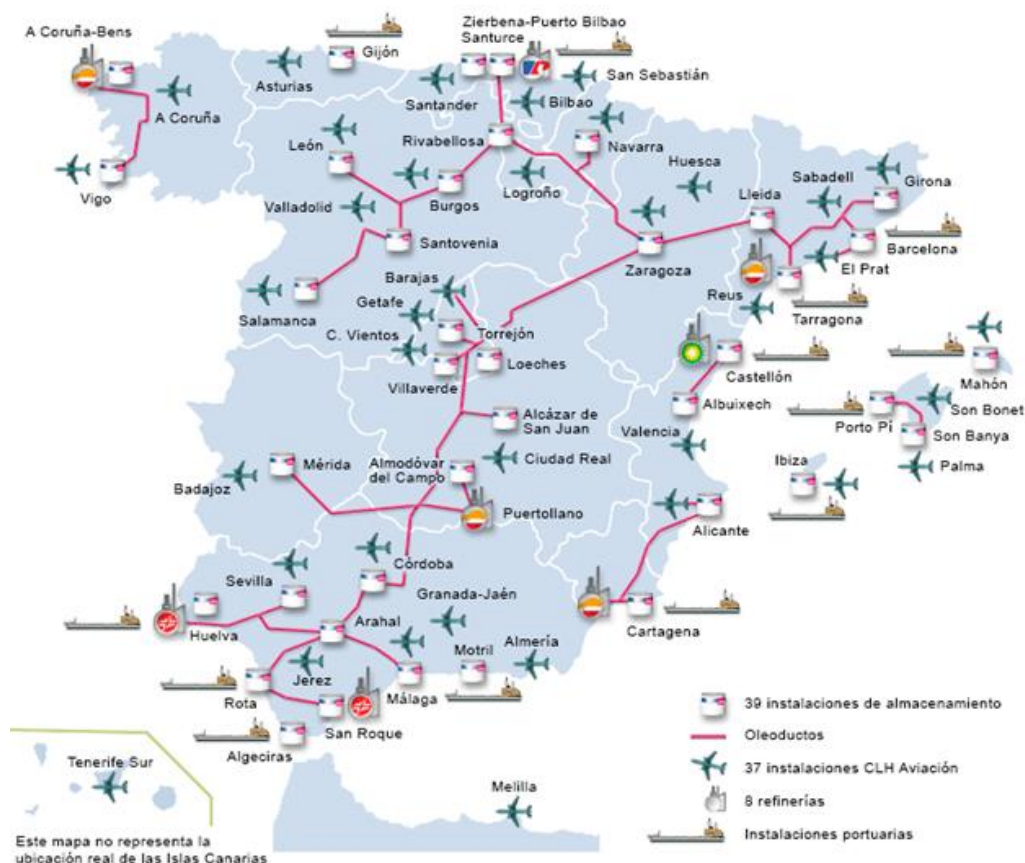 A Coruña-Bens
Gijón
Zierbena-Puerto Bilbao
Santurce
Asturias
Santander
San Sebastián
Bilbao
A Coruña
León
Rivabellosa
Navarra
Huesca
Sabadell
Girona
Vigo
Valladolid
Burgos
Logroño
Lleida
Santovenia
Zaragoza
Barcelona
El Prat
Barajas
Getafe
Reus
Salamanca
C. Vientos
Torrejón
Tarragona
Villaverde
Loeches
Castellón
Mahón
Albuixech
Son Bonet
Porto Pí
Alcázar de
San Juan
Valencia
Son Banya
Mérida
Almodóvar
del Campo
Ciudad Real
Ibiza
Palma
Badajoz
Puertollano
Alicante
Sevilla
Córdoba
Granada-Jaén
Huelva
Arahal
Cartagena
Almería
Motril
Jerez
Rota
Málaga
San Roque
Algeciras
39 instalaciones de almacenamiento
Oleoductos
37 instalaciones CLH Aviación
8 refinerías
Instalaciones portuarias
Tenerife Sur
Melilla
Este mapa no representa la
ubicación real de las Islas Canarias